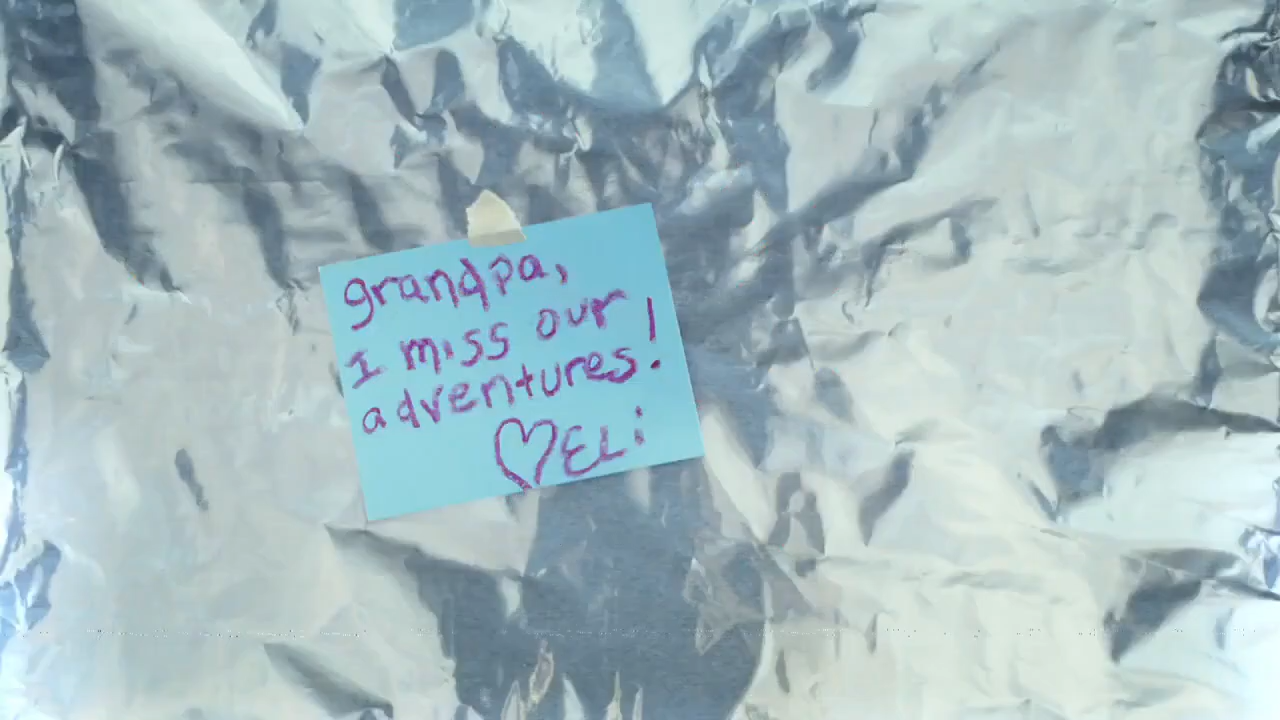 grandpa,
I miss our
adventures!
♡ Eli